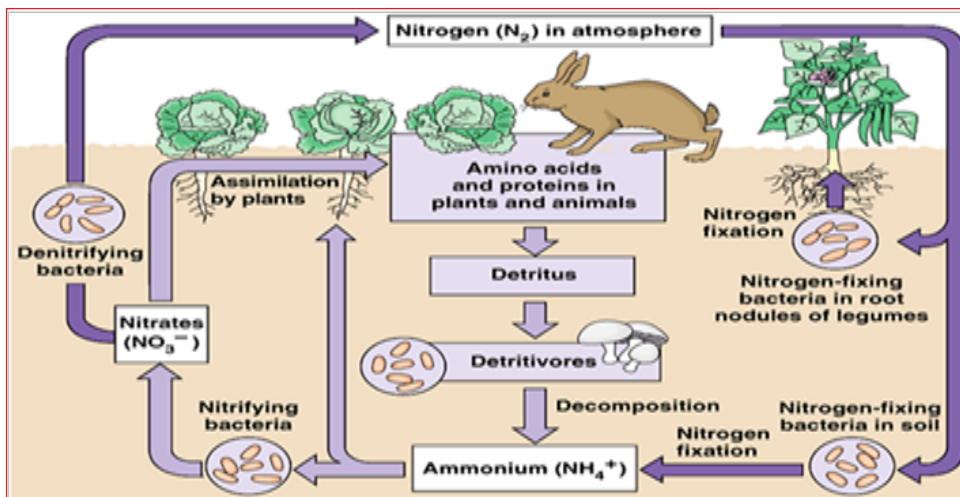 Nitrogen (N₂) in atmosphere
Assimilation
by plants
Amino acids
and proteins in
plants and animals
Nitrogen
fixation
Denitrifying
bacteria
Detritus
Nitrogen-fixing
bacteria in root
nodules of legumes
Nitrates
(NO₃⁻)
Detritivores
Decomposition
Nitrifying
bacteria
Nitrogen-fixing
bacteria in soil
Nitrogen
fixation
Ammonium (NH₄⁺)